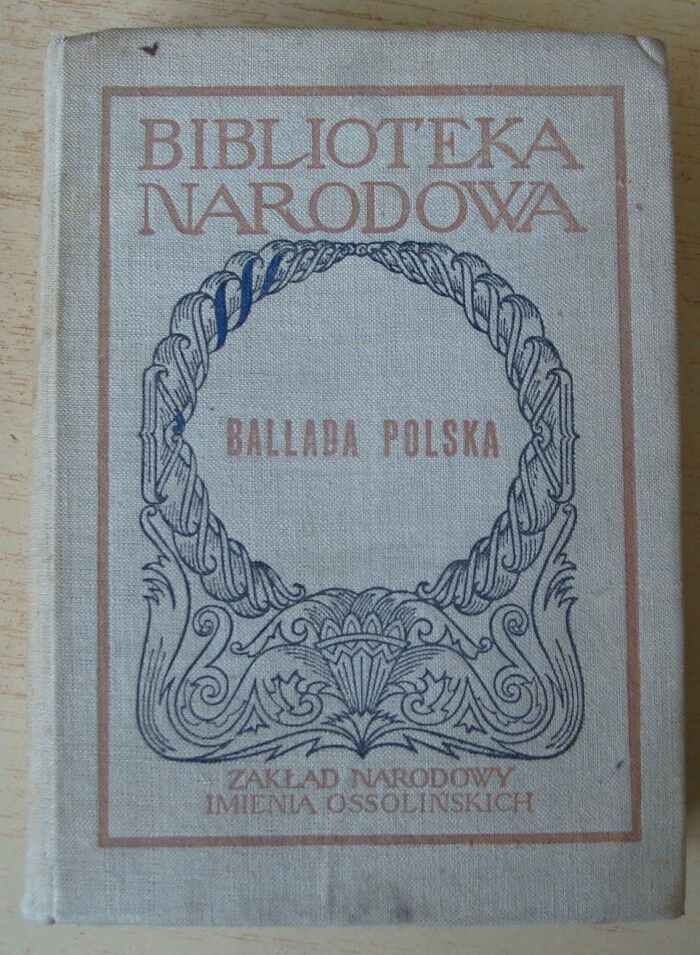 BIBLIOTEKA
NARODOWA
BALLADA POLSKA
ZAKŁAD NARODOWY
IMIENIA OSSOLIŃSKICH